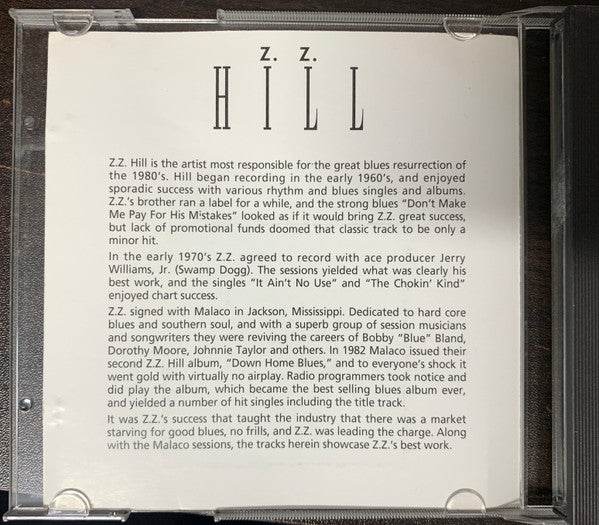 Z. Z.
HILL
Z.Z. Hill is the artist most responsible for the great blues resurrection of
the 1980's. Hill began recording in the early 1960's, and enjoyed
sporadic success with various rhythm and blues singles and albums.
Z.Z.'s brother ran a label for a while, and the strong blues “Don't Make
Me Pay For His Mistakes” looked as if it would bring Z.Z. great success,
but lack of promotional funds doomed that classic track to be only a
minor hit.
In the early 1970's Z.Z. agreed to record with ace producer Jerry
Williams, Jr. (Swamp Dogg). The sessions yielded what was clearly his
best work, and the singles “It Ain't No Use” and “The Chokin' Kind”
enjoyed chart success.
Z.Z. signed with Malaco in Jackson, Mississippi. Dedicated to hard core
blues and southern soul, and with a superb group of session musicians
and songwriters they were reviving the careers of Bobby “Blue” Bland,
Dorothy Moore, Johnnie Taylor and others. In 1982 Malaco issued their
second Z.Z. Hill album, “Down Home Blues,” and to everyone's shock it
went gold with virtually no airplay. Radio programmers took notice and
did play the album, which became the best selling blues album ever,
and yielded a number of hit singles including the title track.
It was Z.Z.'s success that taught the industry that there was a market
starving for good blues, no frills, and Z.Z. was leading the charge. Along
with the Malaco sessions, the tracks herein showcase Z.Z.'s best work.